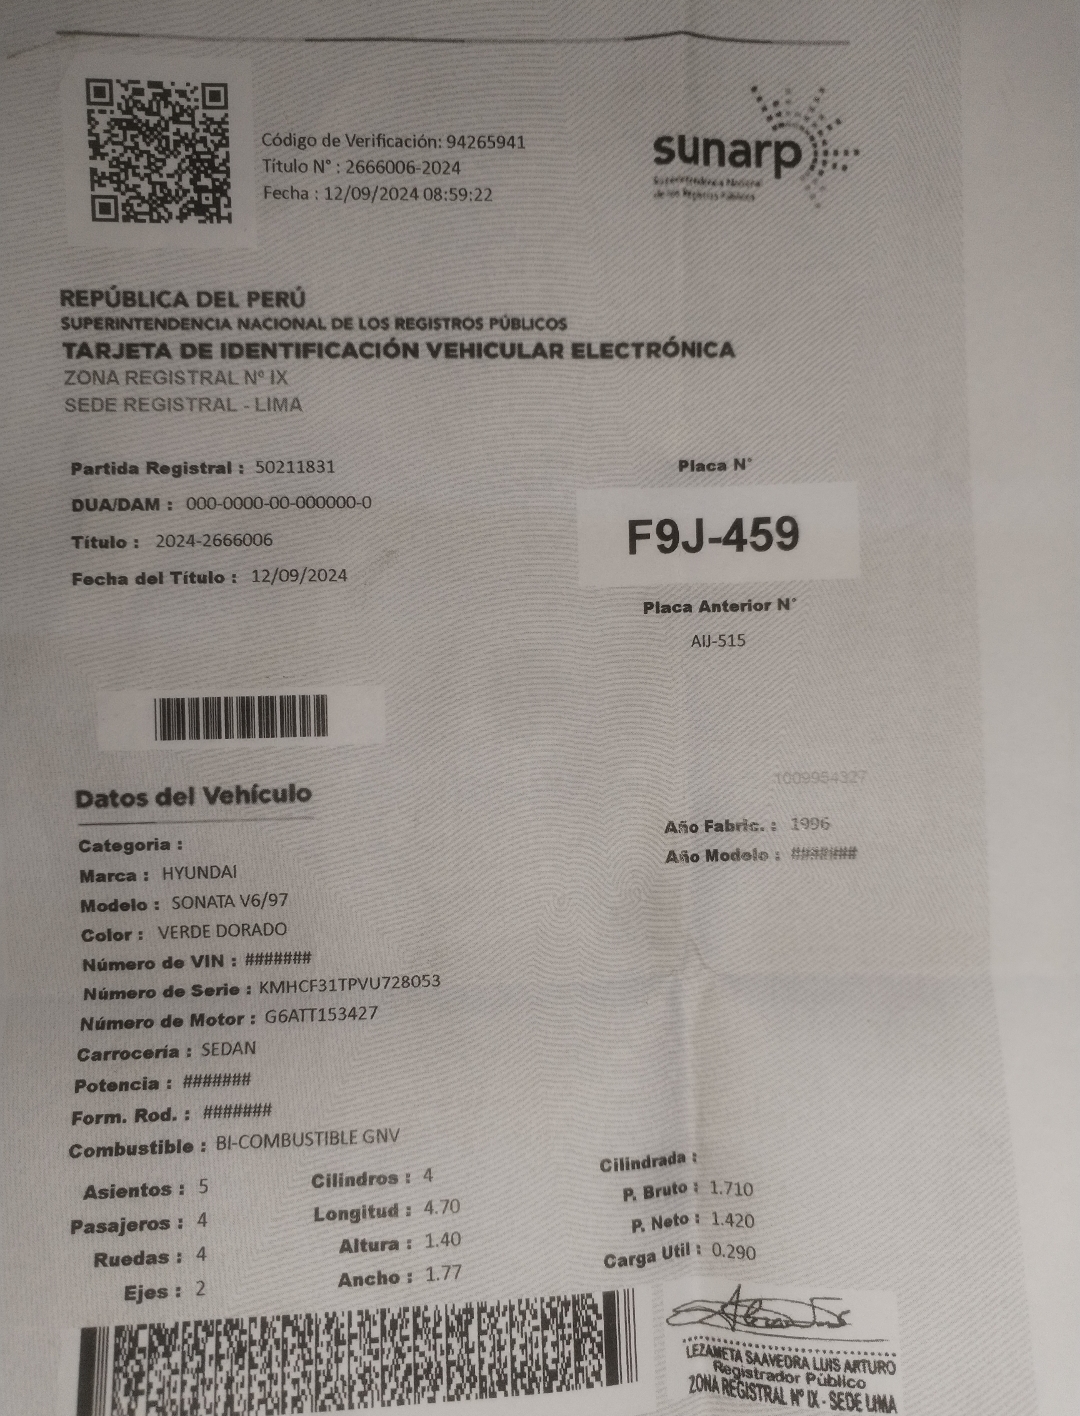 Código de Verificación: 94265941
Título N° : 2666006-2024
Fecha : 12/09/2024 08:59:22
sunarp
Superintendencia Nacional
de los Registros Públicos
REPÚBLICA DEL PERÚ
SUPERINTENDENCIA NACIONAL DE LOS REGISTROS PÚBLICOS
TARJETA DE IDENTIFICACIÓN VEHICULAR ELECTRÓNICA
ZONA REGISTRAL Nº IX
SEDE REGISTRAL - LIMA
Partida Registral : 50211831
DUA/DAM : 000-0000-00-000000-0
Título : 2024-2666006
Fecha del Título : 12/09/2024
Placa N°
F9J-459
Placa Anterior N°
AIJ-515
1009954327
Datos del Vehículo
Año Fabric. : 1996
Año Modelo : #######
Categoria :
Marca : HYUNDAI
Modelo : SONATA V6/97
Color : VERDE DORADO
Número de VIN : #######
Número de Serie : KMHCF31TPVU728053
Número de Motor : G6ATT153427
Carrocería : SEDAN
Potencia : #######
Form. Rod. : #######
Combustible : BI-COMBUSTIBLE GNV
Asientos : 5
Pasajeros : 4
Ruedas : 4
Ejes : 2
Cilindros : 4
Longitud : 4.70
Altura : 1.40
Ancho : 1.77
Cilindrada :
P. Bruto : 1.710
P. Neto : 1.420
Carga Util : 0.290
LEZAMETA SAAVEDRA LUIS ARTURO
Registrador Público
ZONA REGISTRAL Nº IX - SEDE LIMA